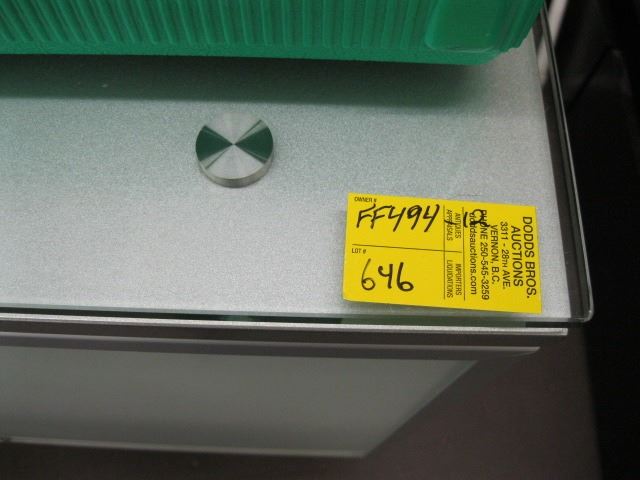 OWNER #
FF494
LOT #
646
ANTIQUES
APPRAISALS
IMPORTERS
LIQUIDATIONS
DODDS BROS.
AUCTIONS
3311 - 28TH AVE.
VERNON, B.C.
PHONE 250-545-3259
doddsauctions.com